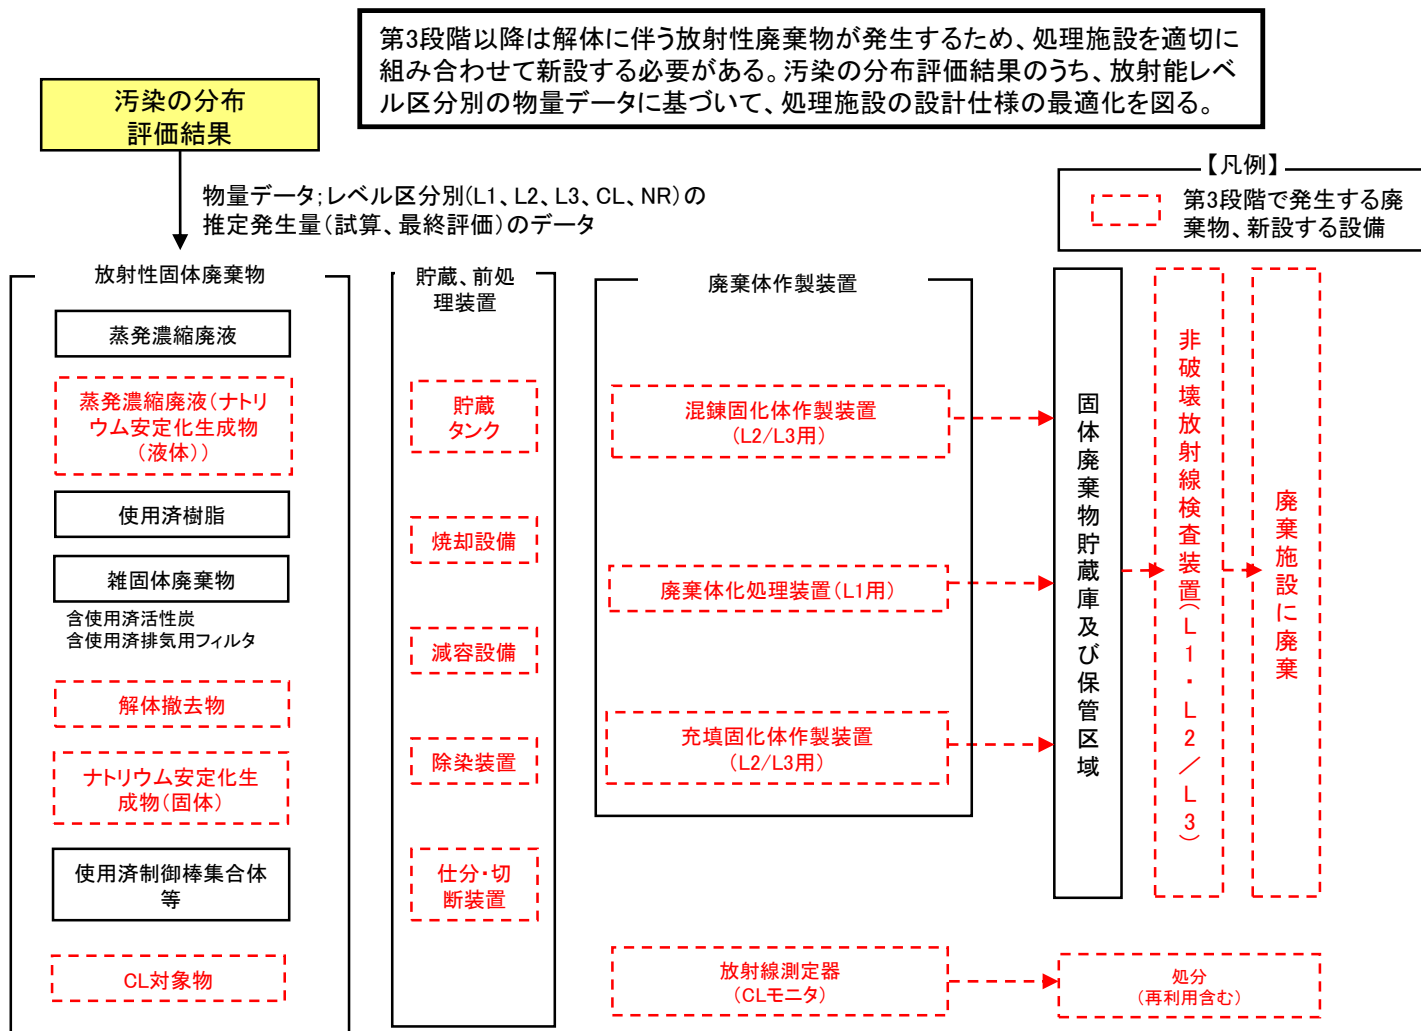 第3段階以降は解体に伴う放射性廃棄物が発生するため、処理施設を適切に
組み合わせて新設する必要がある。汚染の分布評価結果のうち、放射能レベ
ル区分別の物量データに基づいて、処理施設の設計仕様の最適化を図る。
汚染の分布
評価結果
物量データ;レベル区分別(L1、L2、L3、CL、NR)の
推定発生量(試算、最終評価)のデータ
【凡例】
第3段階で発生する廃
棄物、新設する設備
放射性固体廃棄物
蒸発濃縮廃液
蒸発濃縮廃液(ナトリ
ウム安定化生成物
(液体))
使用済樹脂
雑固体廃棄物
含使用済活性炭
含使用済排気用フィルタ
解体撤去物
ナトリウム安定化生
成物(固体)
使用済制御棒集合体
等
CL対象物
貯蔵、前処
理装置
貯蔵
タンク
焼却設備
減容設備
除染装置
仕分・切
断装置
廃棄体作製装置
混錬固化体作製装置
(L2/L3用)
廃棄体化処理装置(L1用)
充填固化体作製装置
(L2/L3用)
放射線測定器
(CLモニタ)
固体廃棄物貯蔵庫及び保管区域
非破壊放射線検査装置(L1・L2/L3)
廃棄施設に廃棄
処分
(再利用含む)